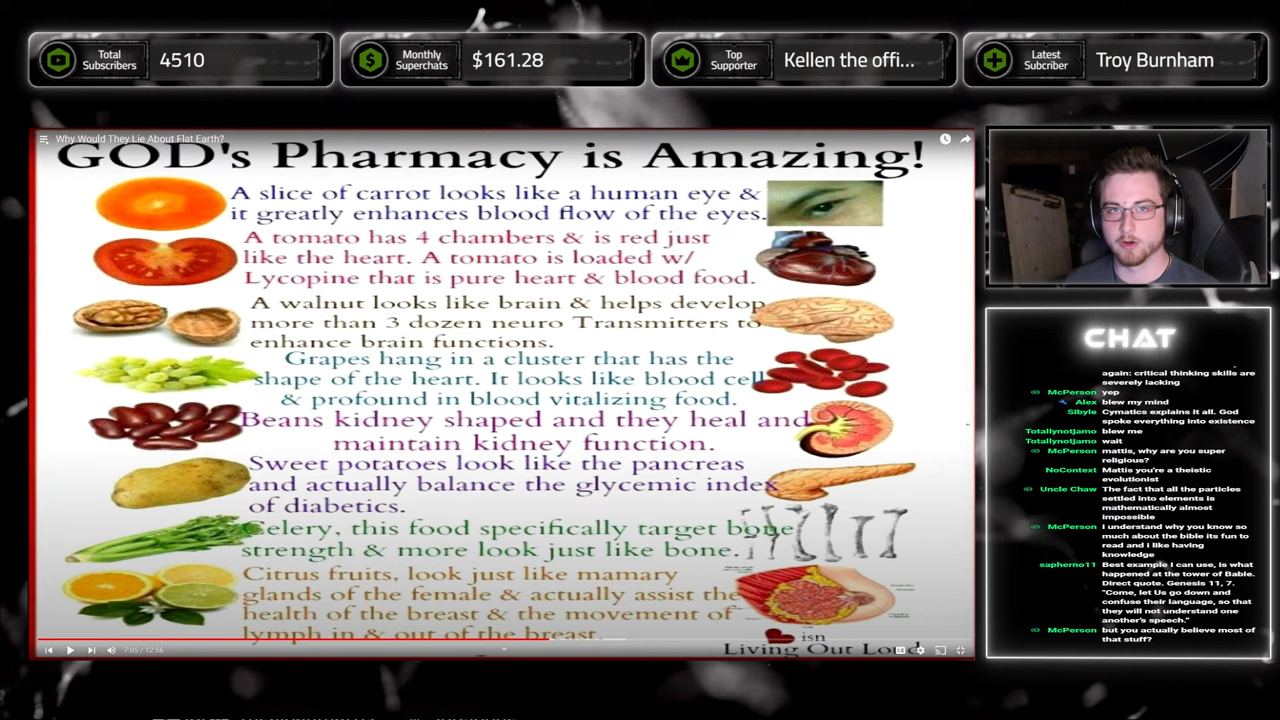 Total
Subscribers
4510
Monthly
Superchats
$161.28
Top
Supporter
Kellen the offi...
Latest
Subcriber
Troy Burnham
Why Would They Lie About Flat Earth?
GOD's Pharmacy is Amazing!
A slice of carrot looks like a human eye &
it greatly enhances blood flow of the eyes.
A tomato has 4 chambers & is red just
like the heart. A tomato is loaded w/
Lycopine that is pure heart & blood food.
A walnut looks like brain & helps develop
more than 3 dozen neuro Transmitters to
enhance brain functions.
Grapes hang in a cluster that has the
shape of the heart. It looks like blood cell
& profound in blood vitalizing food.
Beans kidney shaped and they heal and
maintain kidney function.
Sweet potatoes look like the pancreas
and actually balance the glycemic index
of diabetics.
Celery, this food specifically target bone
strength & more look just like bone.
Citrus fruits, look just like mamary
glands of the female & actually assist the
health of the breast & the movement of
lymph in & out of the breast.
isn
Living Out Loud
7:05 / 12:56
CHAT
again: critical thinking skills are
severely lacking
McPerson yep
Alex blew my mind
Sibyle Cymatics explains it all. God
spoke everything into existence
Totallynotjamo blew me
Totallynotjamo wait
McPerson mattis, why are you super
religious?
NoContext Mattis you're a theistic
evolutionist
Uncle Chaw The fact that all the particles
settled into elements is
mathematically almost
impossible
McPerson I understand why you know so
much about the bible its fun to
read and i like having
knowledge
sapherno11 Best example I can use, is what
happened at the tower of Bable.
Direct quote. Genesis 11, 7.
"Come, let Us go down and
confuse their language, so that
they will not understand one
another's speech."
McPerson but you actually believe most of
that stuff?